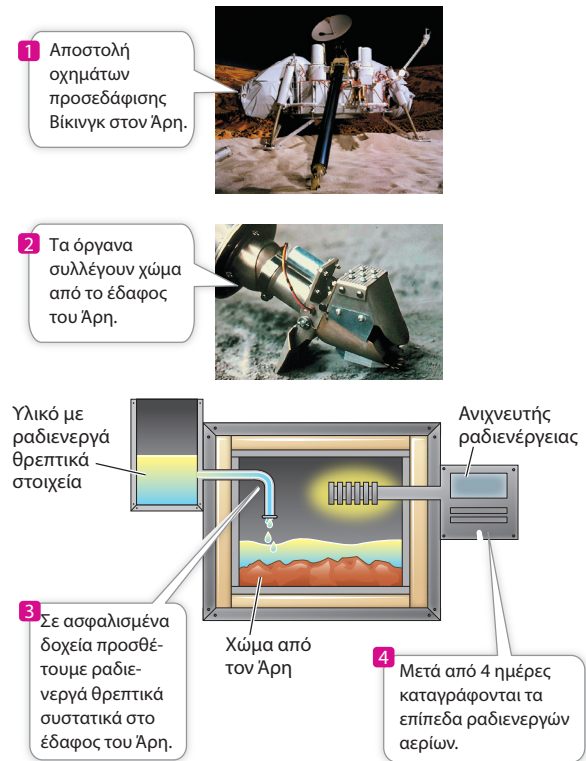 1
Αποστολή
οχημάτων
προσεδάφισης
Βίκινγκ στον Άρη.
2
Τα όργανα
συλλέγουν χώμα
από το έδαφος
του Άρη.
Υλικό με
ραδιενεργά
θρεπτικά
στοιχεία
Ανιχνευτής
ραδιενέργειας
3
Σε ασφαλισμένα
δοχεία προσθέ-
τουμε ραδιε-
νεργά θρεπτικά
συστατικά στο
έδαφος του Άρη.
Χώμα από
τον Άρη
4
Μετά από 4 ημέρες
καταγράφονται τα
επίπεδα ραδιενεργών
αερίων.